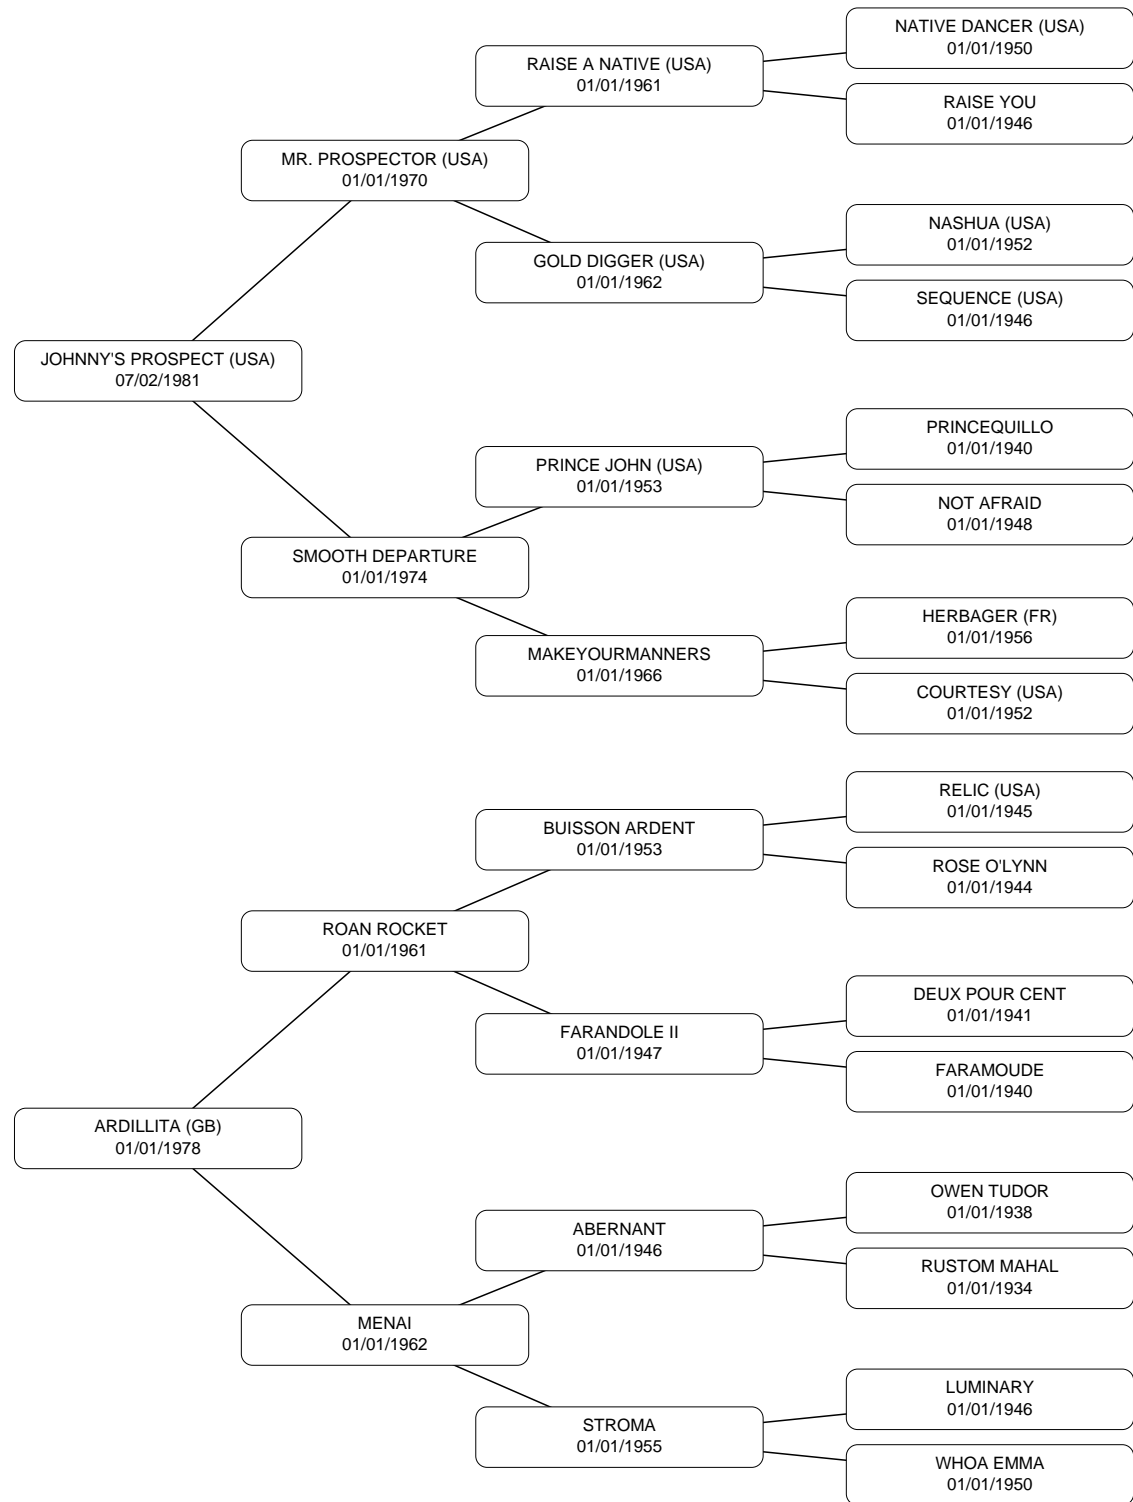 NATIVE DANCER (USA)
01/01/1950
RAISE A NATIVE (USA)
01/01/1961
RAISE YOU
01/01/1946
MR. PROSPECTOR (USA)
01/01/1970
NASHUA (USA)
01/01/1952
GOLD DIGGER (USA)
01/01/1962
SEQUENCE (USA)
01/01/1946
JOHNNY'S PROSPECT (USA)
07/02/1981
PRINCEQUILLO
01/01/1940
PRINCE JOHN (USA)
01/01/1953
NOT AFRAID
01/01/1948
SMOOTH DEPARTURE
01/01/1974
HERBAGER (FR)
01/01/1956
MAKEYOURMANNERS
01/01/1966
COURTESY (USA)
01/01/1952
RELIC (USA)
01/01/1945
BUISSON ARDENT
01/01/1953
ROSE O'LYNN
01/01/1944
ROAN ROCKET
01/01/1961
DEUX POUR CENT
01/01/1941
FARANDOLE II
01/01/1947
FARAMOUDE
01/01/1940
ARDILLITA (GB)
01/01/1978
OWEN TUDOR
01/01/1938
ABERNANT
01/01/1946
RUSTOM MAHAL
01/01/1934
MENAI
01/01/1962
LUMINARY
01/01/1946
STROMA
01/01/1955
WHOA EMMA
01/01/1950